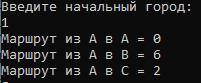 Введите начальный город:
1
Маршрут из A в A = 0
Маршрут из A в B = 6
Маршрут из A в C = 2